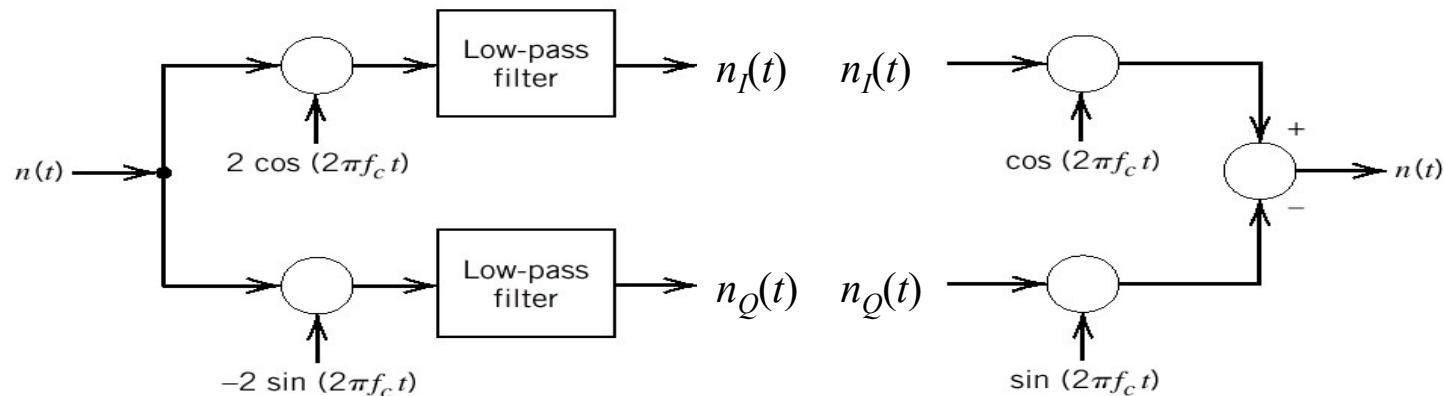 Low-pass
filter
n_I(t)
n_I(t)
2 cos (2πf_c t)
cos (2πf_c t)
+
n(t)
n(t)
−
Low-pass
filter
n_Q(t)
n_Q(t)
−2 sin (2πf_c t)
sin (2πf_c t)